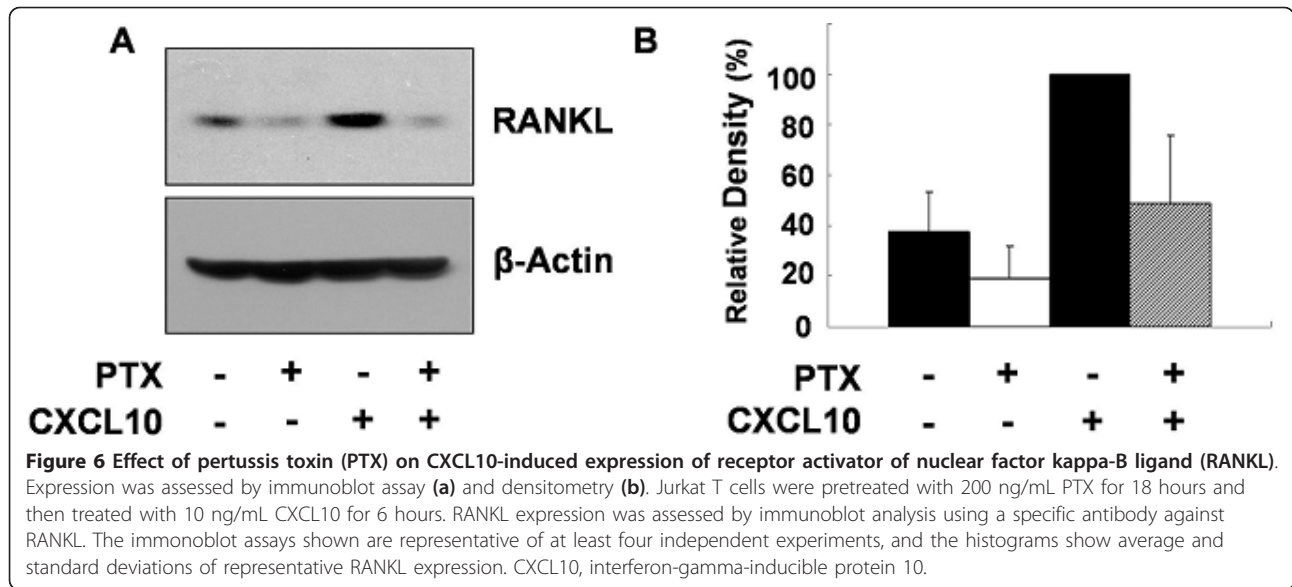 A
B
RANKL
β-Actin
PTX - + - +
CXCL10 - - + +
Relative Density (%)
100
80
60
40
20
0
PTX - + - +
CXCL10 - - + +
Figure 6 Effect of pertussis toxin (PTX) on CXCL10-induced expression of receptor activator of nuclear factor kappa-B ligand (RANKL).
Expression was assessed by immunoblot assay (a) and densitometry (b). Jurkat T cells were pretreated with 200 ng/mL PTX for 18 hours and
then treated with 10 ng/mL CXCL10 for 6 hours. RANKL expression was assessed by immunoblot analysis using a specific antibody against
RANKL. The immonoblot assays shown are representative of at least four independent experiments, and the histograms show average and
standard deviations of representative RANKL expression. CXCL10, interferon-gamma-inducible protein 10.